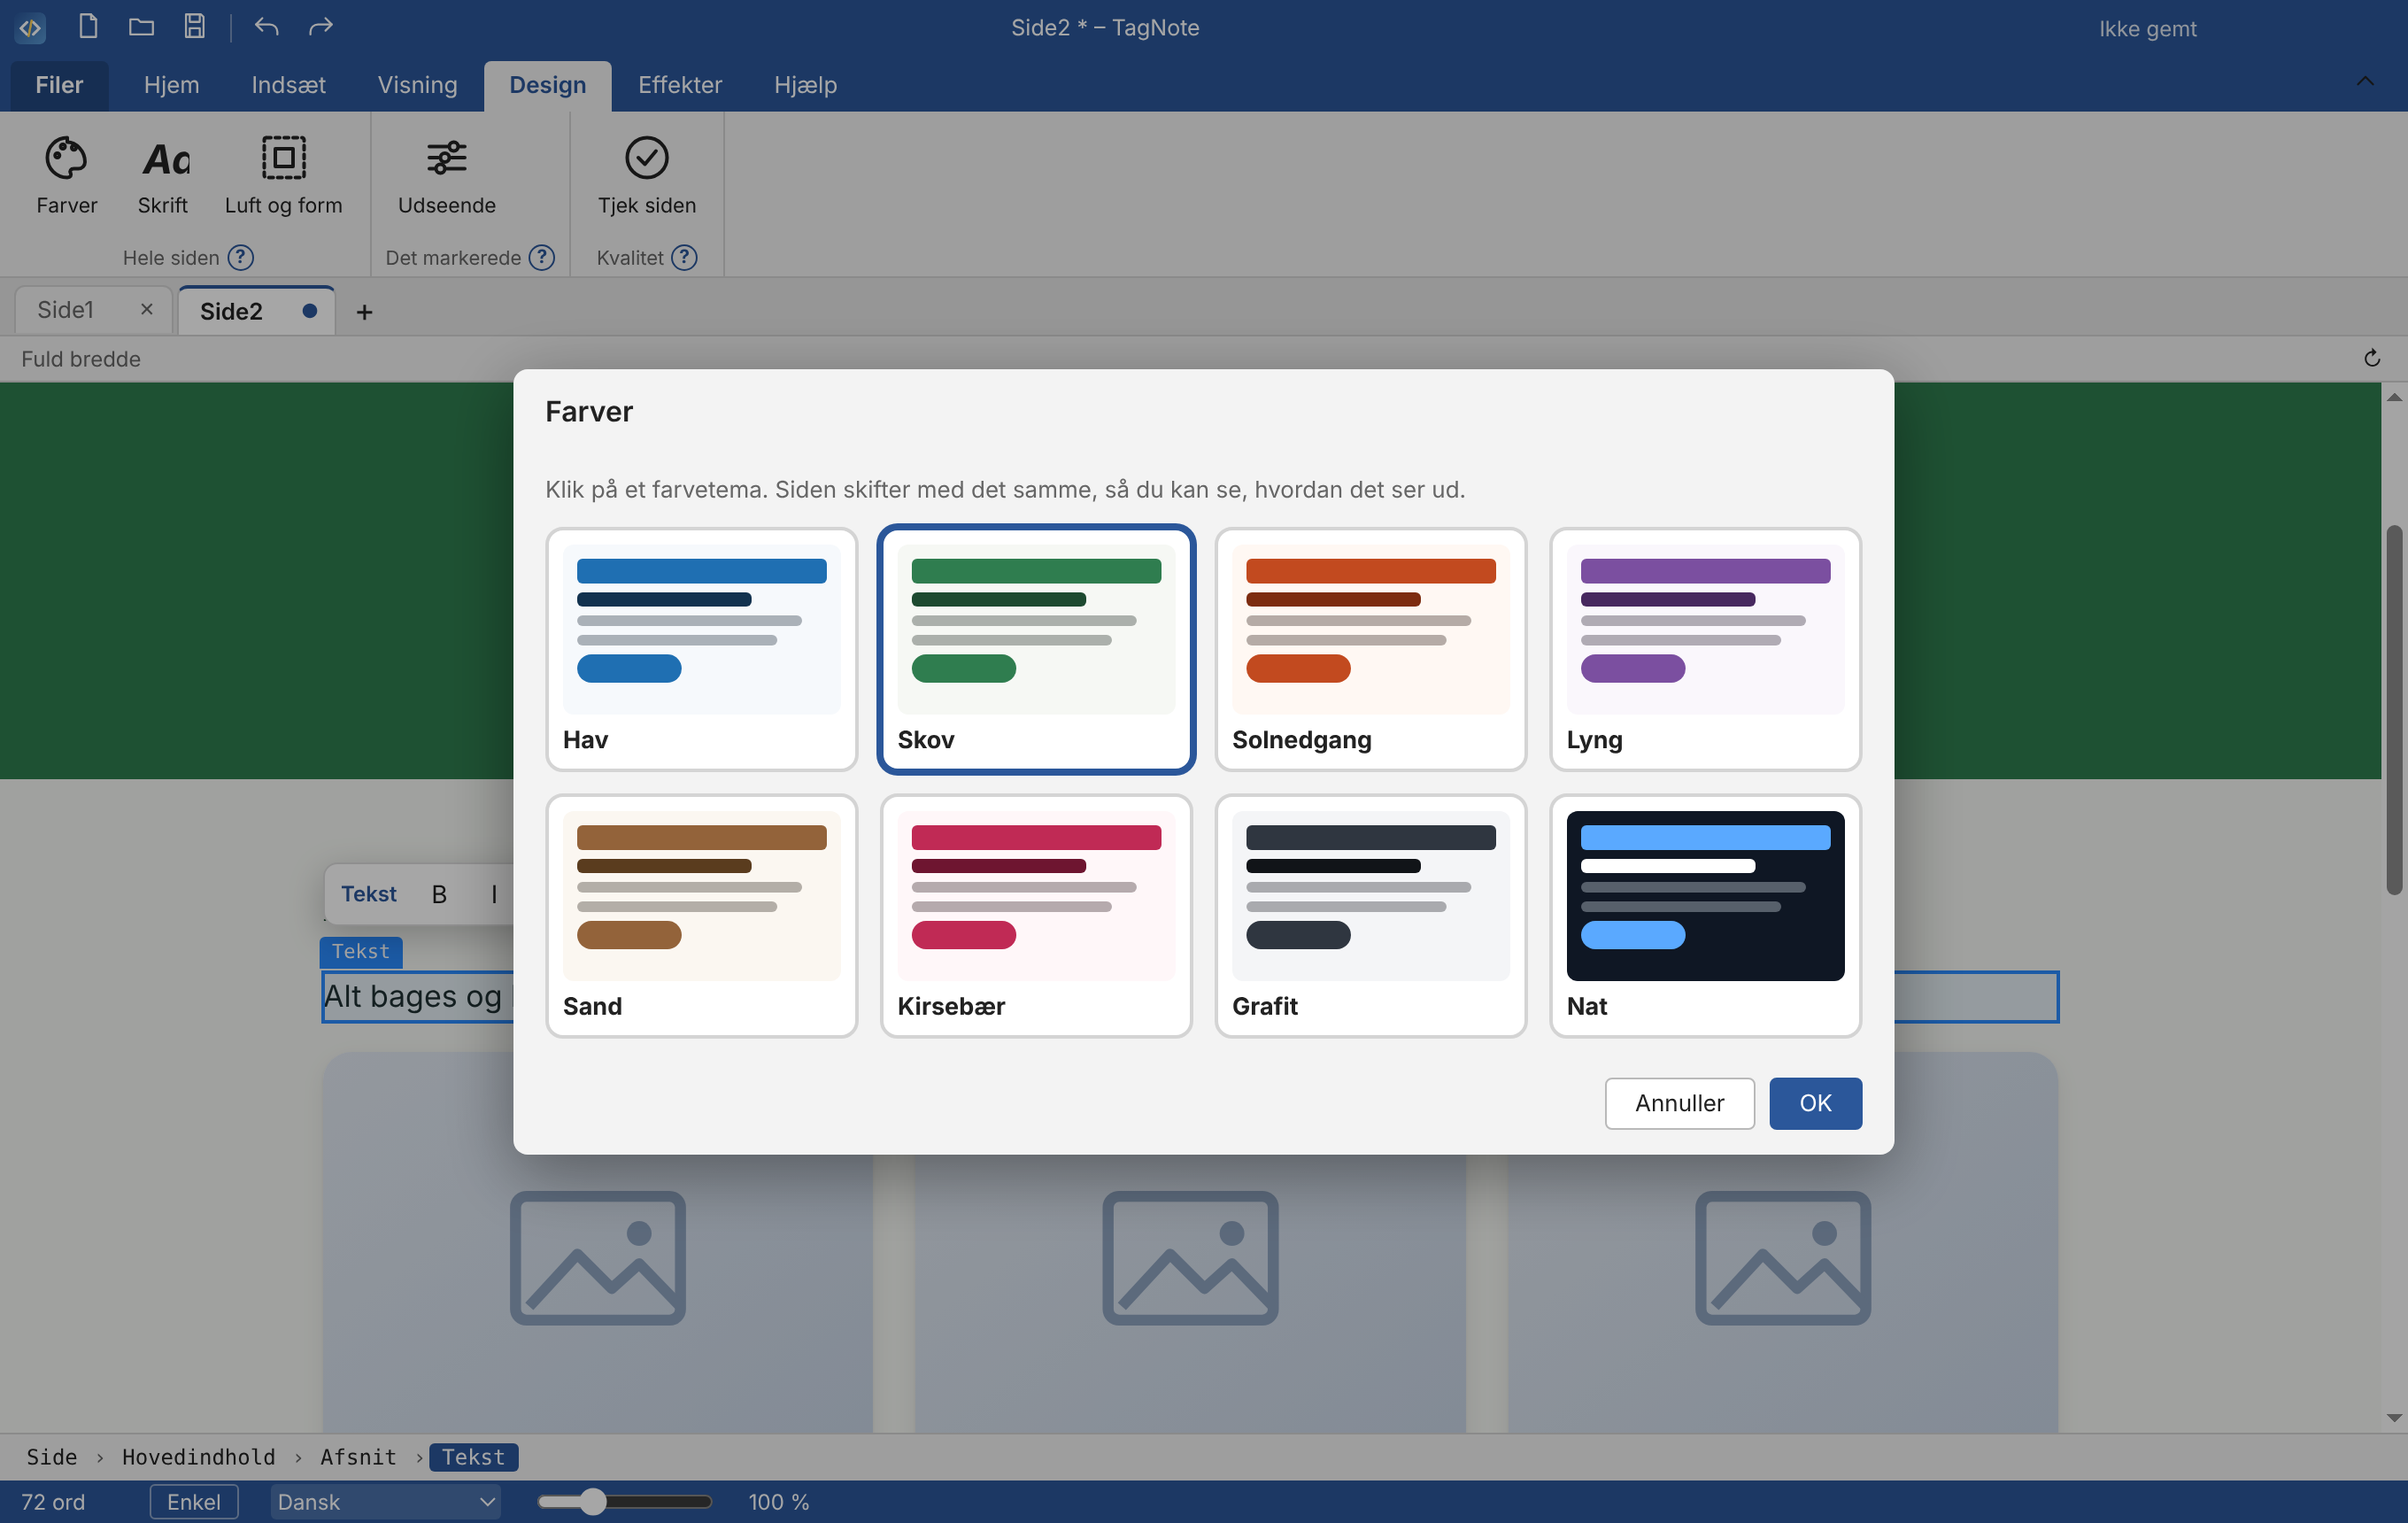 Side2 * – TagNote
Ikke gemt
Filer
Hjem
Indsæt
Visning
Design
Effekter
Hjælp
Farver
Skrift
Luft og form
Udseende
Tjek siden
Hele siden ?
Det markerede ?
Kvalitet ?
Side1 ×
Side2
+
Fuld bredde
Farver
Klik på et farvetema. Siden skifter med det samme, så du kan se, hvordan det ser ud.
Hav
Skov
Solnedgang
Lyng
Sand
Kirsebær
Grafit
Nat
Annuller
OK
Tekst B I
Tekst
Alt bages og
Side › Hovedindhold › Afsnit › Tekst
72 ord
Enkel
Dansk
100 %